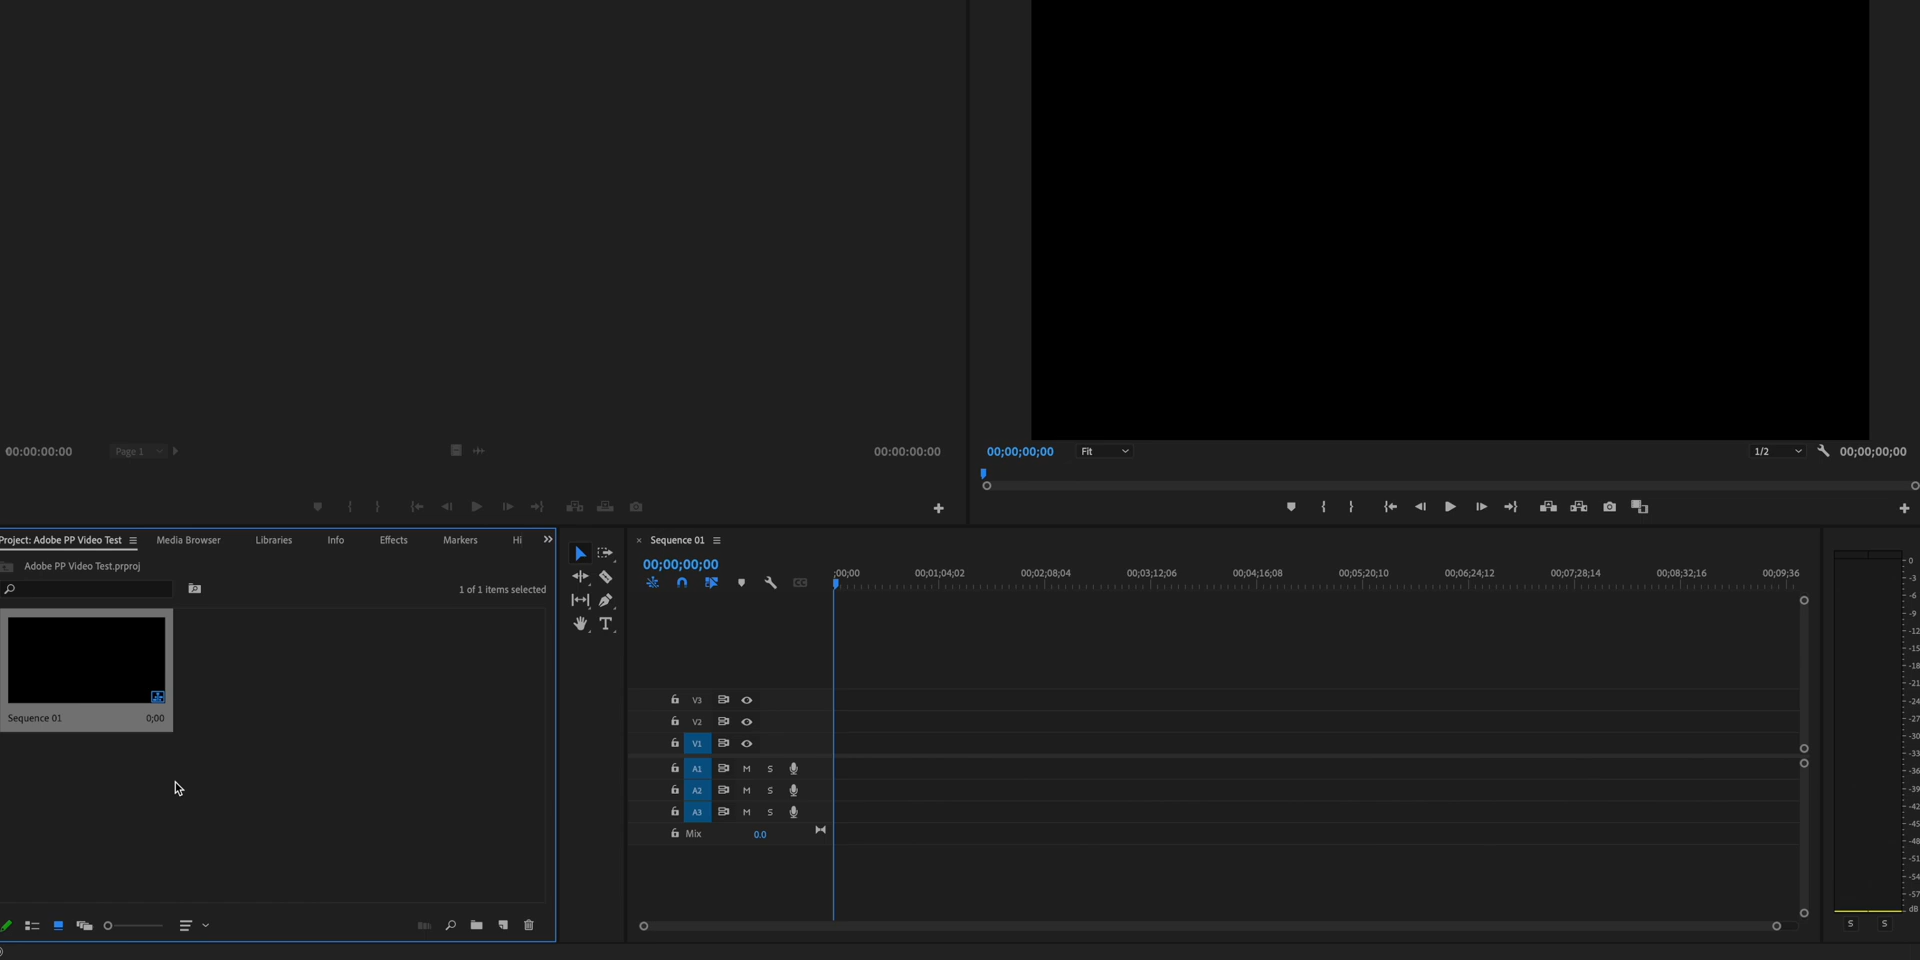 00:00:00:00 Page 1 00:00:00:00
00;00;00;00 Fit 1/2 00;00;00;00
Project: Adobe PP Video Test Media Browser Libraries Info Effects Markers Hi
Adobe PP Video Test.prproj
1 of 1 items selected
Sequence 01 0;00
Sequence 01
00;00;00;00
;00;00 00;01;04;02 00;02;08;04 00;03;12;06 00;04;16;08 00;05;20;10 00;06;24;12 00;07;28;14 00;08;32;16 00;09;36
V3
V2
V1
A1 M S
A2 M S
A3 M S
Mix 0.0
0
-3
-6
-9
-12
-15
-18
-21
-24
-27
-30
-33
-36
-39
-42
-45
-48
-51
-54
-57
dB
S S